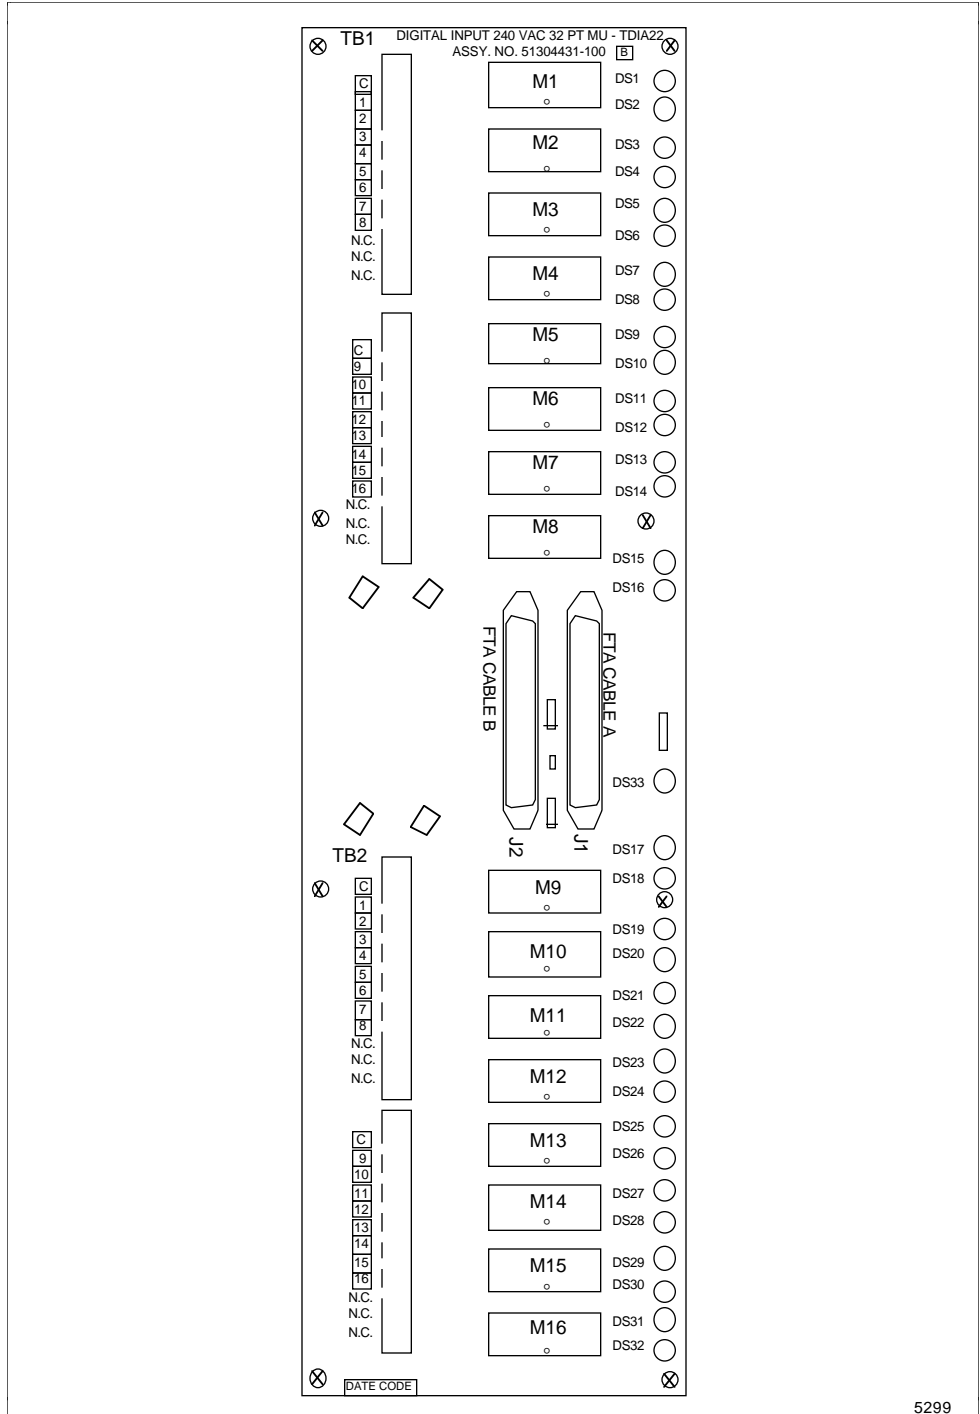 TB1
DIGITAL INPUT 240 VAC 32 PT MU - TDIA22
ASSY. NO. 51304431-100 B
C
1
2
3
4
5
6
7
8
N.C.
N.C.
N.C.
C
9
10
11
12
13
14
15
16
N.C.
N.C.
N.C.
M1
M2
M3
M4
M5
M6
M7
M8
DS1
DS2
DS3
DS4
DS5
DS6
DS7
DS8
DS9
DS10
DS11
DS12
DS13
DS14
DS15
DS16
FTA CABLE B
FTA CABLE A
J2
J1
DS33
TB2
C
1
2
3
4
5
6
7
8
N.C.
N.C.
N.C.
C
9
10
11
12
13
14
15
16
N.C.
N.C.
N.C.
M9
M10
M11
M12
M13
M14
M15
M16
DS17
DS18
DS19
DS20
DS21
DS22
DS23
DS24
DS25
DS26
DS27
DS28
DS29
DS30
DS31
DS32
DATE CODE
5299